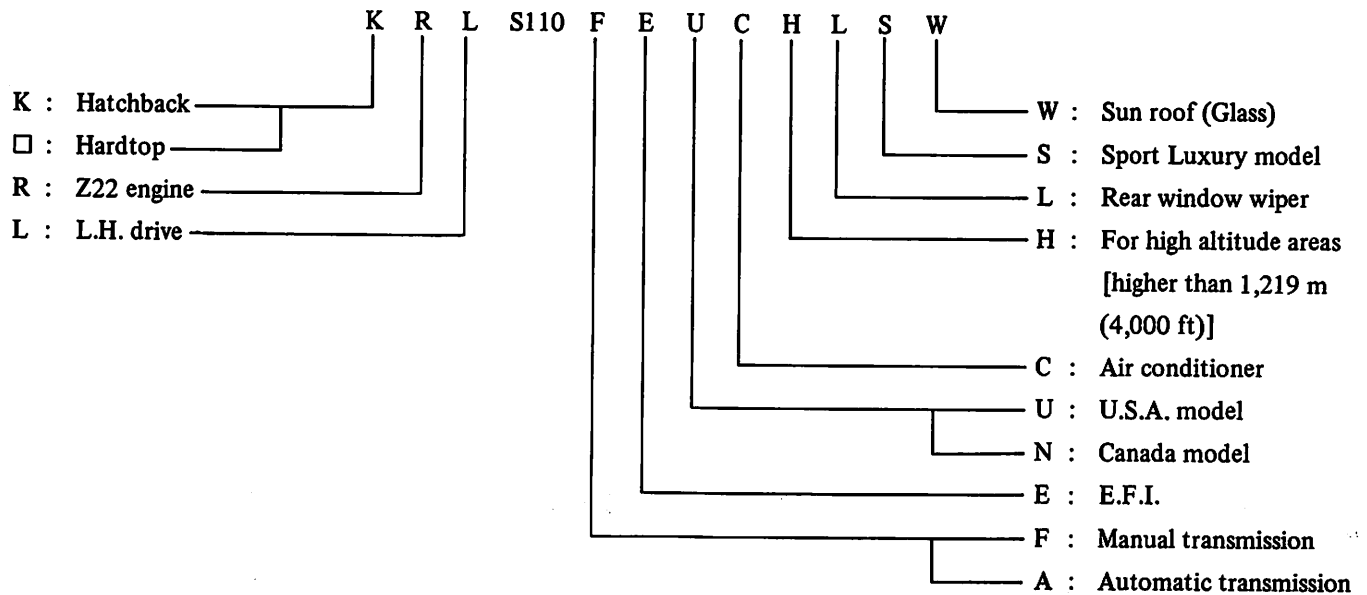 K R L S110 F E U C H L S W
K : Hatchback
□ : Hardtop
R : Z22 engine
L : L.H. drive
W : Sun roof (Glass)
S : Sport Luxury model
L : Rear window wiper
H : For high altitude areas
[higher than 1,219 m
(4,000 ft)]
C : Air conditioner
U : U.S.A. model
N : Canada model
E : E.F.I.
F : Manual transmission
A : Automatic transmission